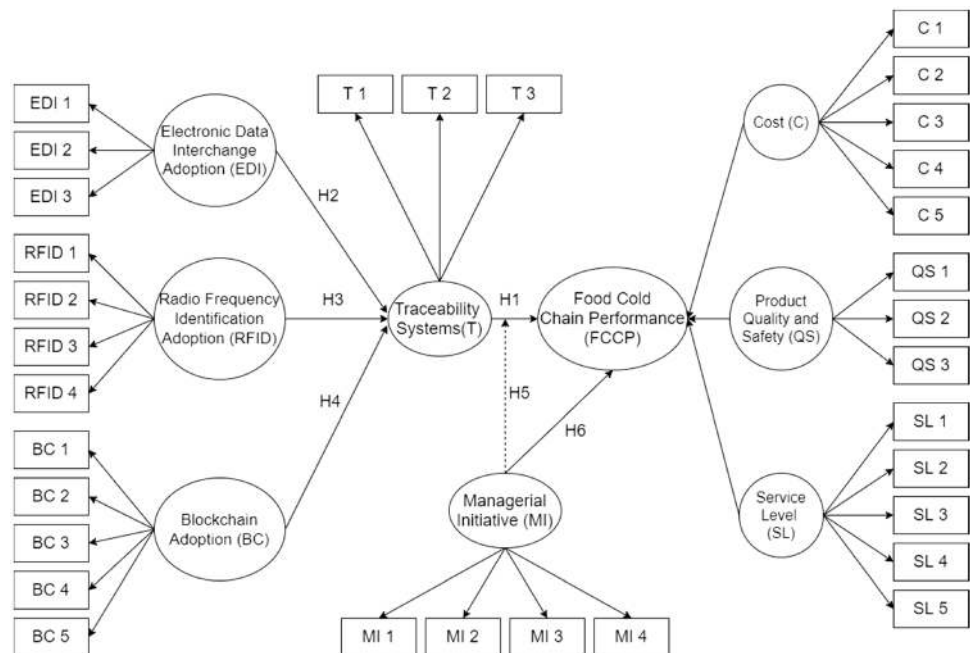 EDI 1
EDI 2
EDI 3
Electronic Data
Interchange
Adoption (EDI)
H2
T 1
T 2
T 3
RFID 1
RFID 2
RFID 3
RFID 4
Radio Frequency
Identification
Adoption (RFID)
H3
Traceability
Systems(T)
H1
Food Cold
Chain Performance
(FCCP)
BC 1
BC 2
BC 3
BC 4
BC 5
Blockchain
Adoption (BC)
H4
H5
H6
Managerial
Initiative (MI)
MI 1
MI 2
MI 3
MI 4
Cost (C)
C 1
C 2
C 3
C 4
C 5
Product
Quality and
Safety (QS)
QS 1
QS 2
QS 3
Service
Level
(SL)
SL 1
SL 2
SL 3
SL 4
SL 5